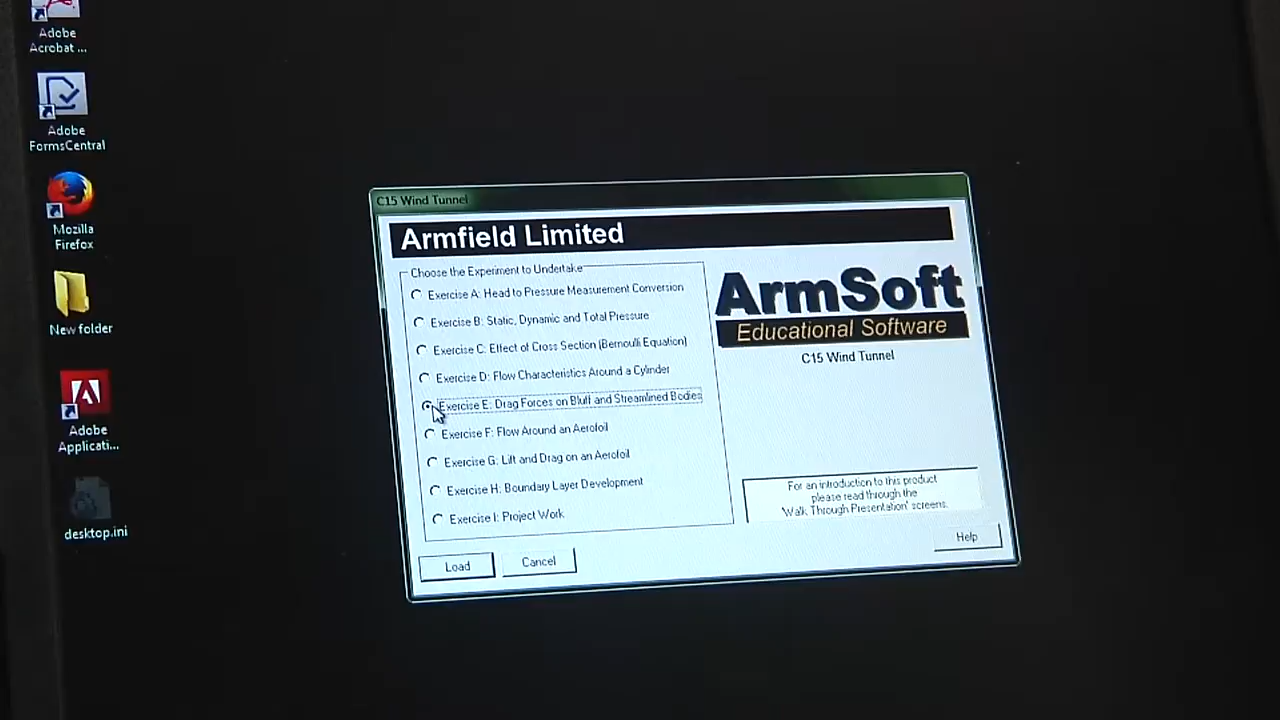 Adobe
Acrobat ...
Adobe
FormsCentral
Mozilla
Firefox
New folder
Adobe
Applicati...
desktop.ini
C15 Wind Tunnel
Armfield Limited
Choose the Experiment to Undertake
Exercise A: Head to Pressure Measurement Conversion
Exercise B: Static, Dynamic and Total Pressure
Exercise C: Effect of Cross Section (Bernoulli Equation)
Exercise D: Flow Characteristics Around a Cylinder
Exercise E: Drag Forces on Bluff and Streamlined Bodies
Exercise F: Flow Around an Aerofoil
Exercise G: Lift and Drag on an Aerofoil
Exercise H: Boundary Layer Development
Exercise I: Project Work
Load
Cancel
ArmSoft
Educational Software
C15 Wind Tunnel
For an introduction to this product
please read through the
'Walk Through Presentation' screens.
Help